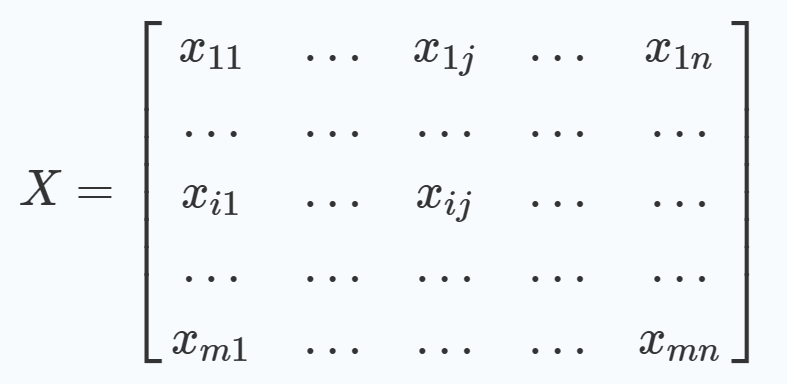 x₁₁ … x₁ⱼ … x₁ₙ
… … … … …
X = xᵢ₁ … xᵢⱼ … …
… … … … …
xₘ₁ … … … xₘₙ